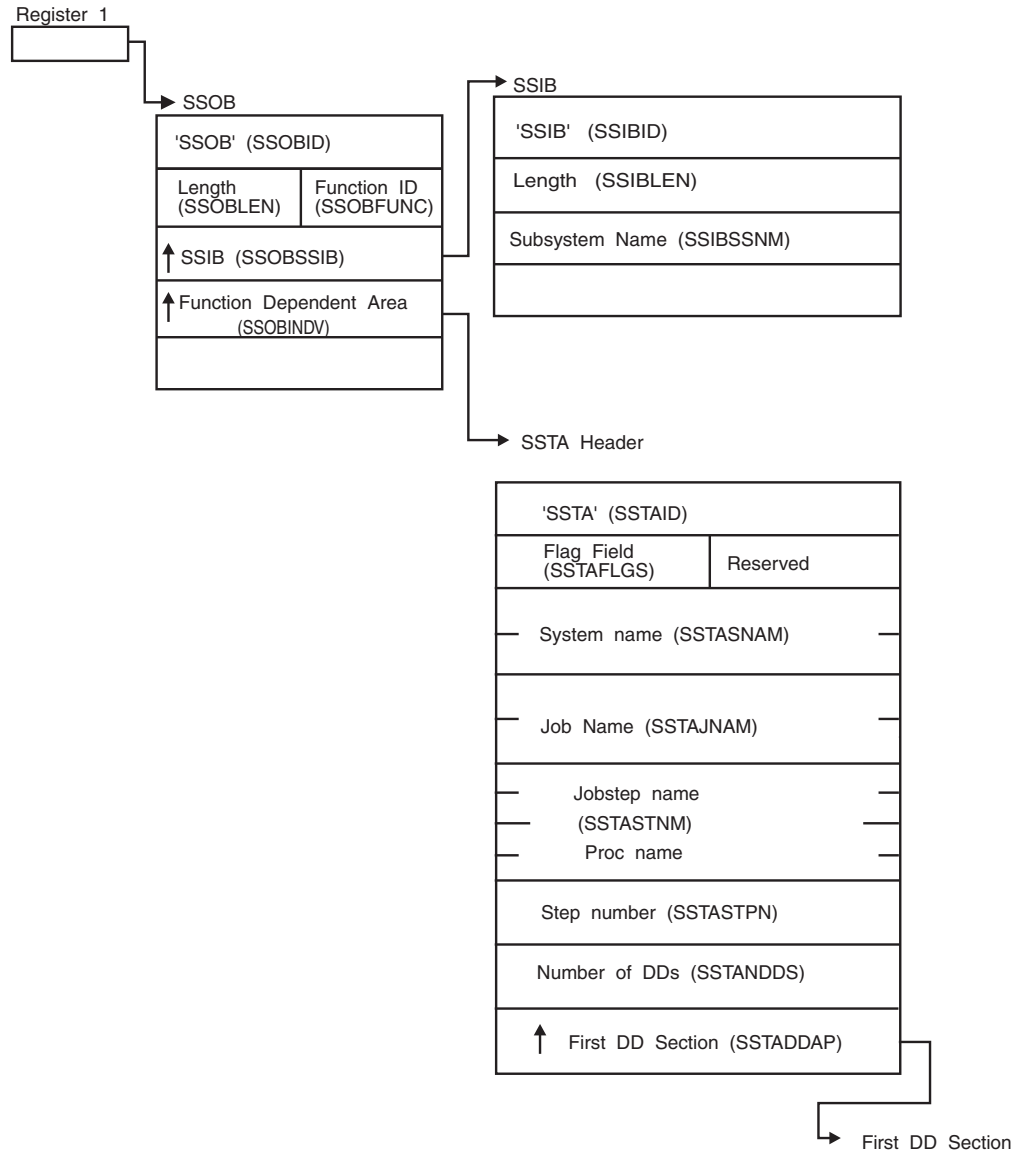 Register 1
SSOB
'SSOB' (SSOBID)
Length
(SSOBLEN)
Function ID
(SSOBFUNC)
SSIB (SSOBSSIB)
Function Dependent Area
(SSOBINDV)
SSIB
'SSIB' (SSIBID)
Length (SSIBLEN)
Subsystem Name (SSIBSSNM)
SSTA Header
'SSTA' (SSTAID)
Flag Field
(SSTAFLGS)
Reserved
System name (SSTASNAM)
Job Name (SSTAJNAM)
Jobstep name
(SSTASTNM)
Proc name
Step number (SSTASTPN)
Number of DDs (SSTANDDS)
First DD Section (SSTADDAP)
First DD Section